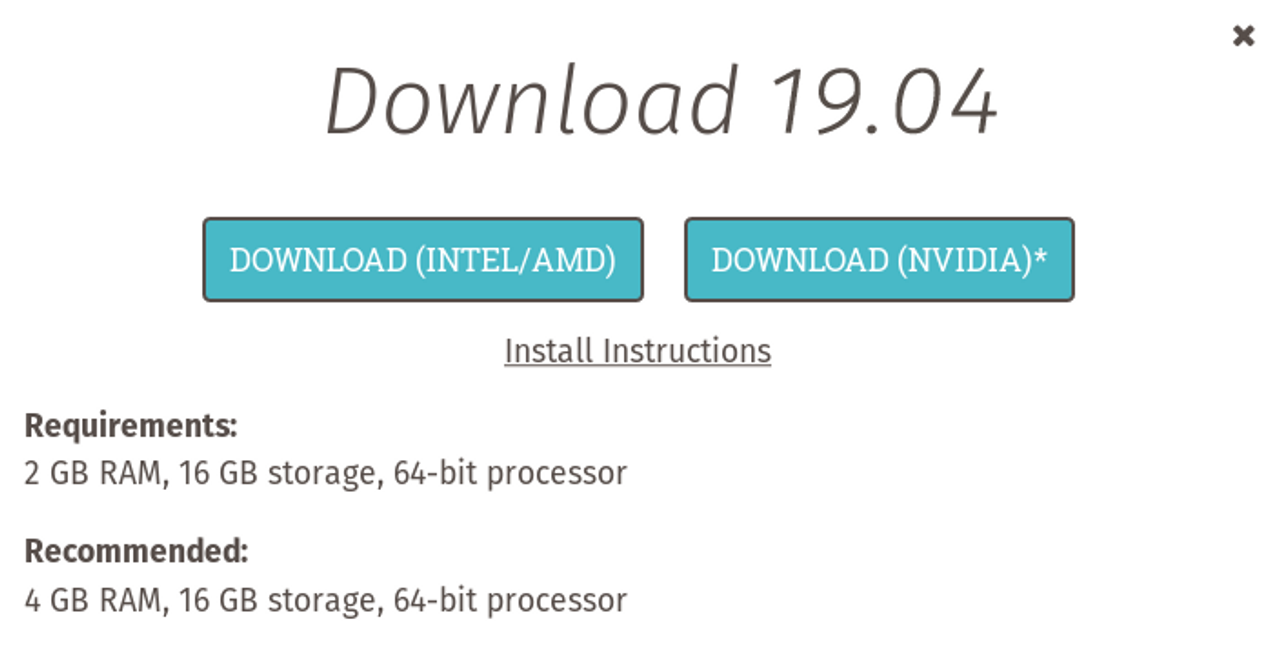 Download 19.04
DOWNLOAD (INTEL/AMD) DOWNLOAD (NVIDIA)*
Install Instructions
Requirements:
2 GB RAM, 16 GB storage, 64-bit processor
Recommended:
4 GB RAM, 16 GB storage, 64-bit processor